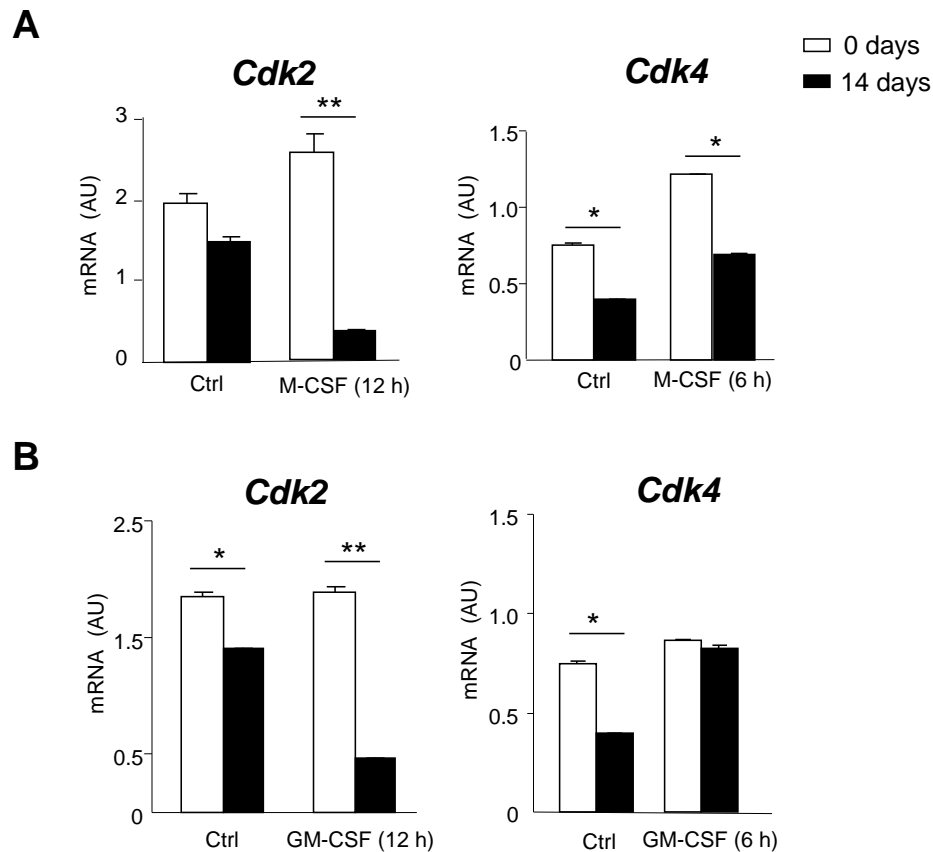 A
0 days
14 days
Cdk2
Cdk4
**
3
2
1
0
mRNA (AU)
Ctrl
M-CSF (12 h)
*
*
1.5
1.0
0.5
0
mRNA (AU)
Ctrl
M-CSF (6 h)
B
Cdk2
Cdk4
*
**
2.5
1.5
0.5
0
mRNA (AU)
Ctrl
GM-CSF (12 h)
*
1.5
1.0
0.5
0
mRNA (AU)
Ctrl
GM-CSF (6 h)